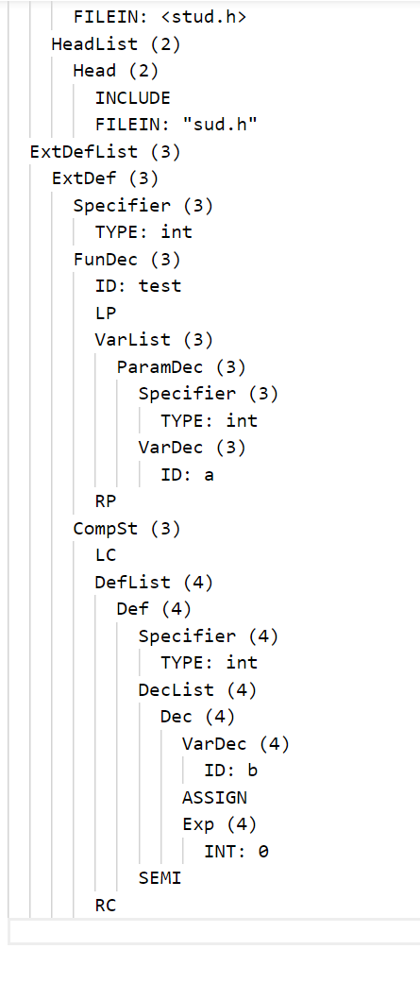 FILEIN: <stud.h>
HeadList (2)
Head (2)
INCLUDE
FILEIN: "sud.h"
ExtDefList (3)
ExtDef (3)
Specifier (3)
TYPE: int
FunDec (3)
ID: test
LP
VarList (3)
ParamDec (3)
Specifier (3)
TYPE: int
VarDec (3)
ID: a
RP
CompSt (3)
LC
DefList (4)
Def (4)
Specifier (4)
TYPE: int
DecList (4)
Dec (4)
VarDec (4)
ID: b
ASSIGN
Exp (4)
INT: 0
SEMI
RC